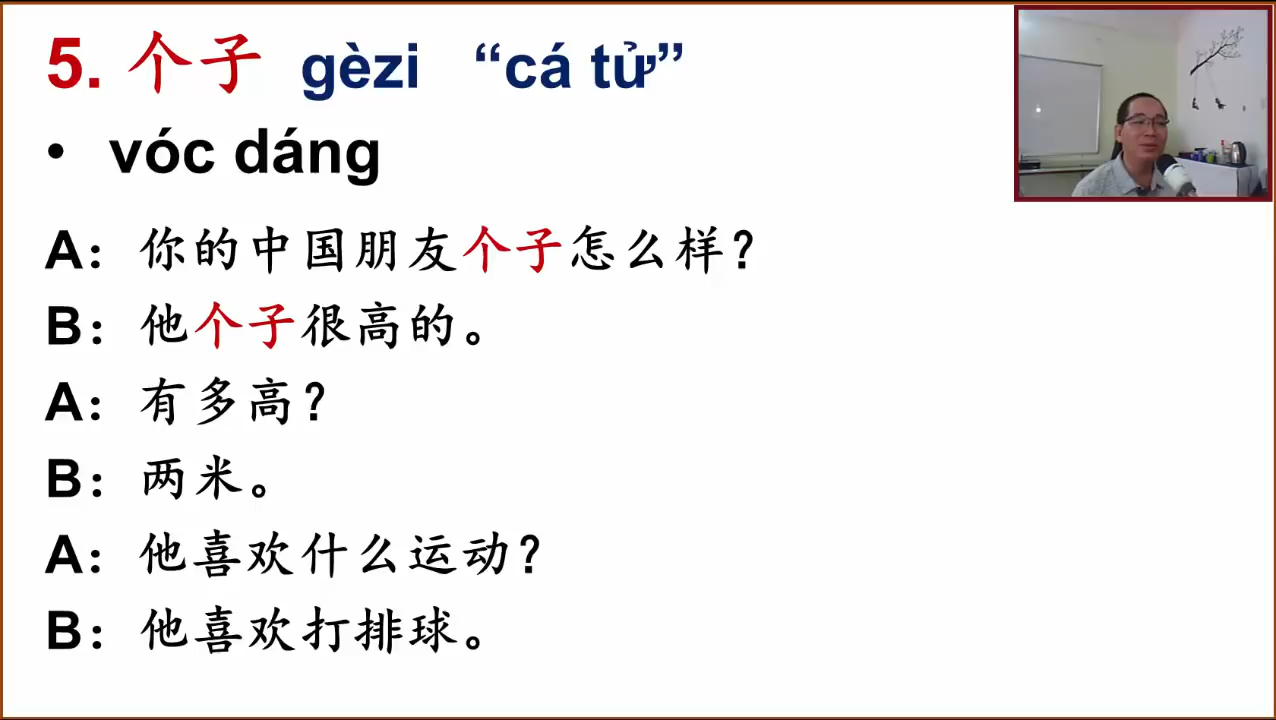 5. 个子 gèzi “cá tử”
• vóc dáng
A：你的中国朋友个子怎么样？
B：他个子很高的。
A：有多高？
B：两米。
A：他喜欢什么运动？
B：他喜欢打排球。